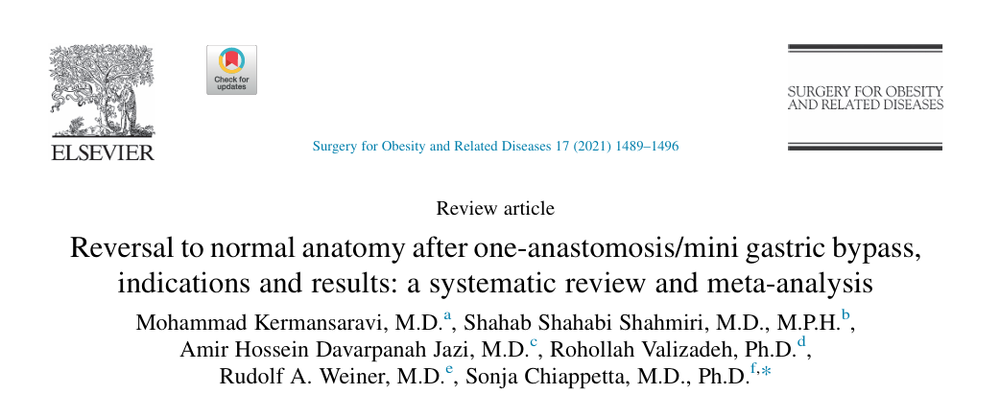 ELSEVIER
Check for
updates
SURGERY FOR OBESITY
AND RELATED DISEASES
Surgery for Obesity and Related Diseases 17 (2021) 1489–1496
Review article
Reversal to normal anatomy after one-anastomosis/mini gastric bypass,
indications and results: a systematic review and meta-analysis
Mohammad Kermansaravi, M.D.a, Shahab Shahabi Shahmiri, M.D., M.P.H.b,
Amir Hossein Davarpanah Jazi, M.D.c, Rohollah Valizadeh, Ph.D.d,
Rudolf A. Weiner, M.D.e, Sonja Chiappetta, M.D., Ph.D.f,*